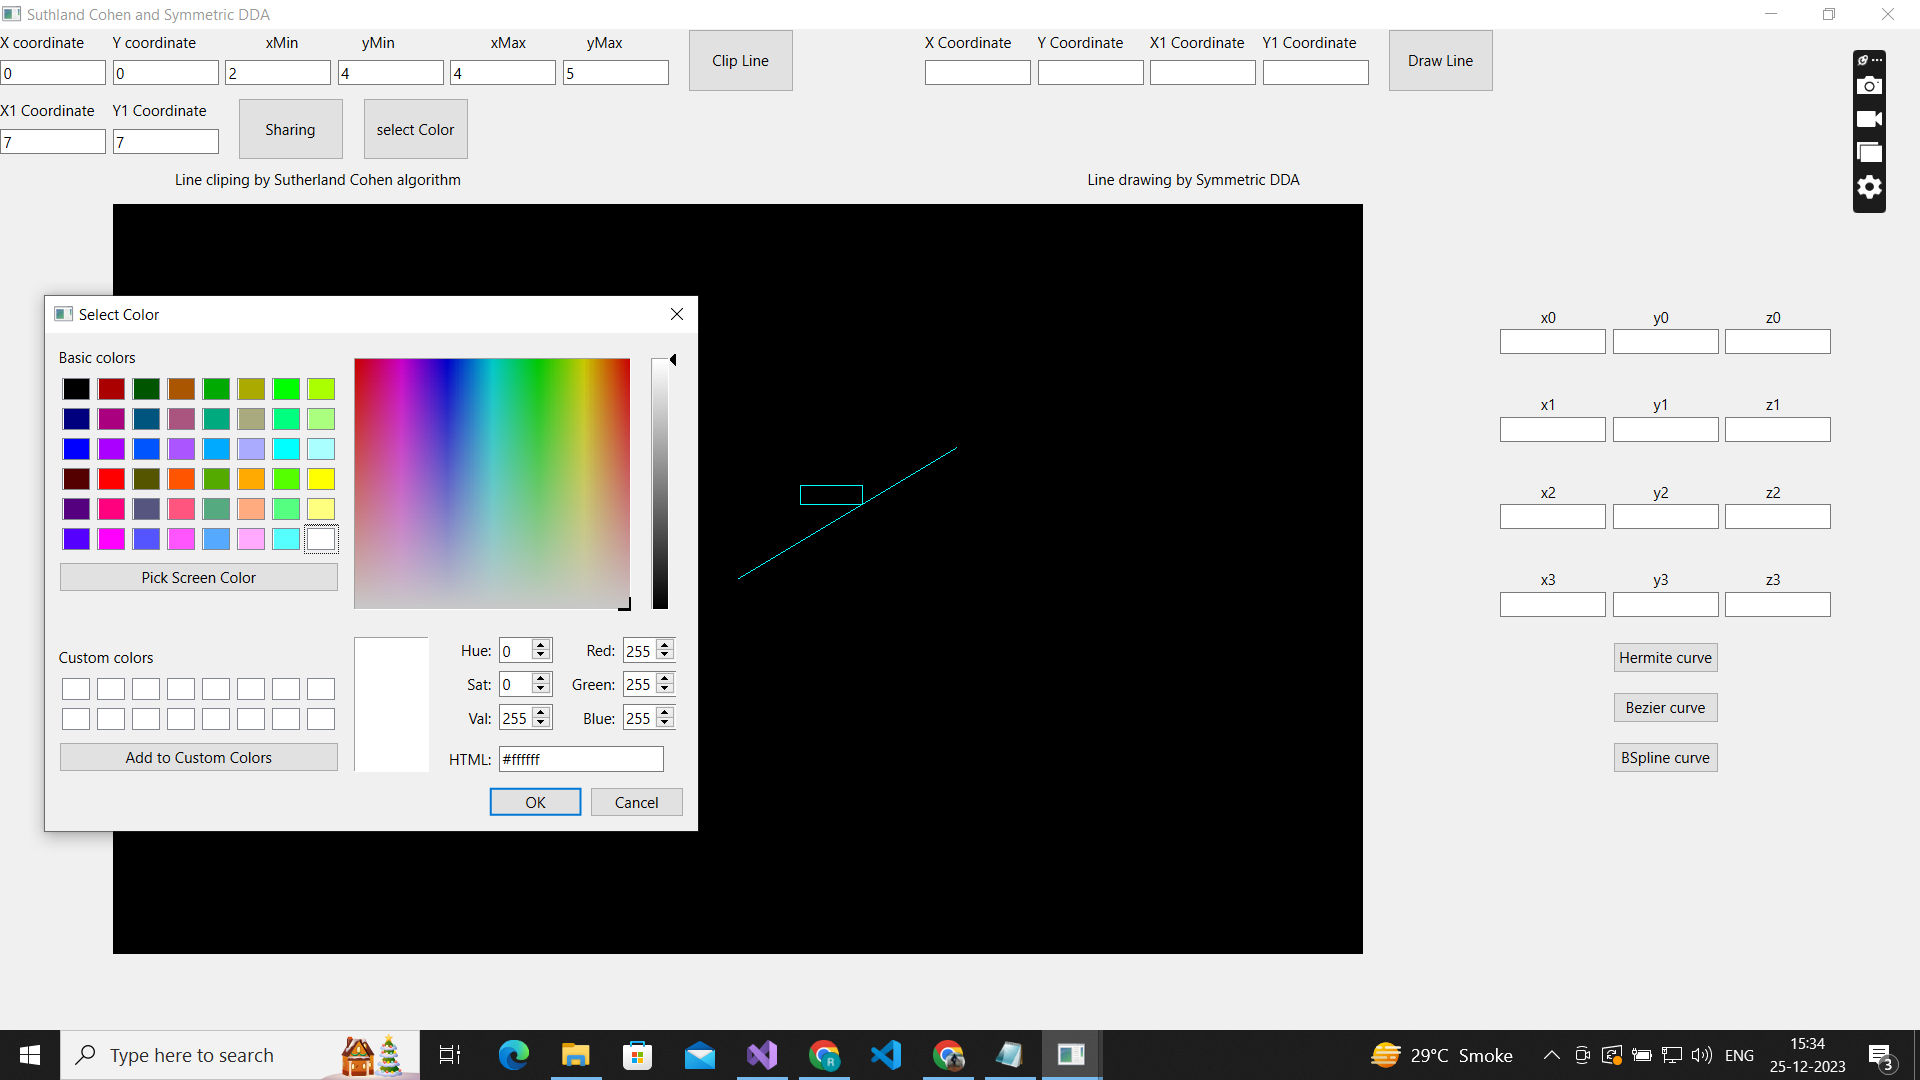 Suthland Cohen and Symmetric DDA
X coordinate Y coordinate xMin yMin xMax yMax
0 0 2 4 4 5
Clip Line
X Coordinate Y Coordinate X1 Coordinate Y1 Coordinate
Draw Line
X1 Coordinate Y1 Coordinate
7 7
Sharing
select Color
Line cliping by Sutherland Cohen algorithm
Line drawing by Symmetric DDA
Select Color
Basic colors
Pick Screen Color
Custom colors
Add to Custom Colors
Hue: 0 Red: 255
Sat: 0 Green: 255
Val: 255 Blue: 255
HTML: #ffffff
OK Cancel
x0 y0 z0
x1 y1 z1
x2 y2 z2
x3 y3 z3
Hermite curve
Bezier curve
BSpline curve
Type here to search
R
29°C Smoke
ENG
15:34
25-12-2023
3